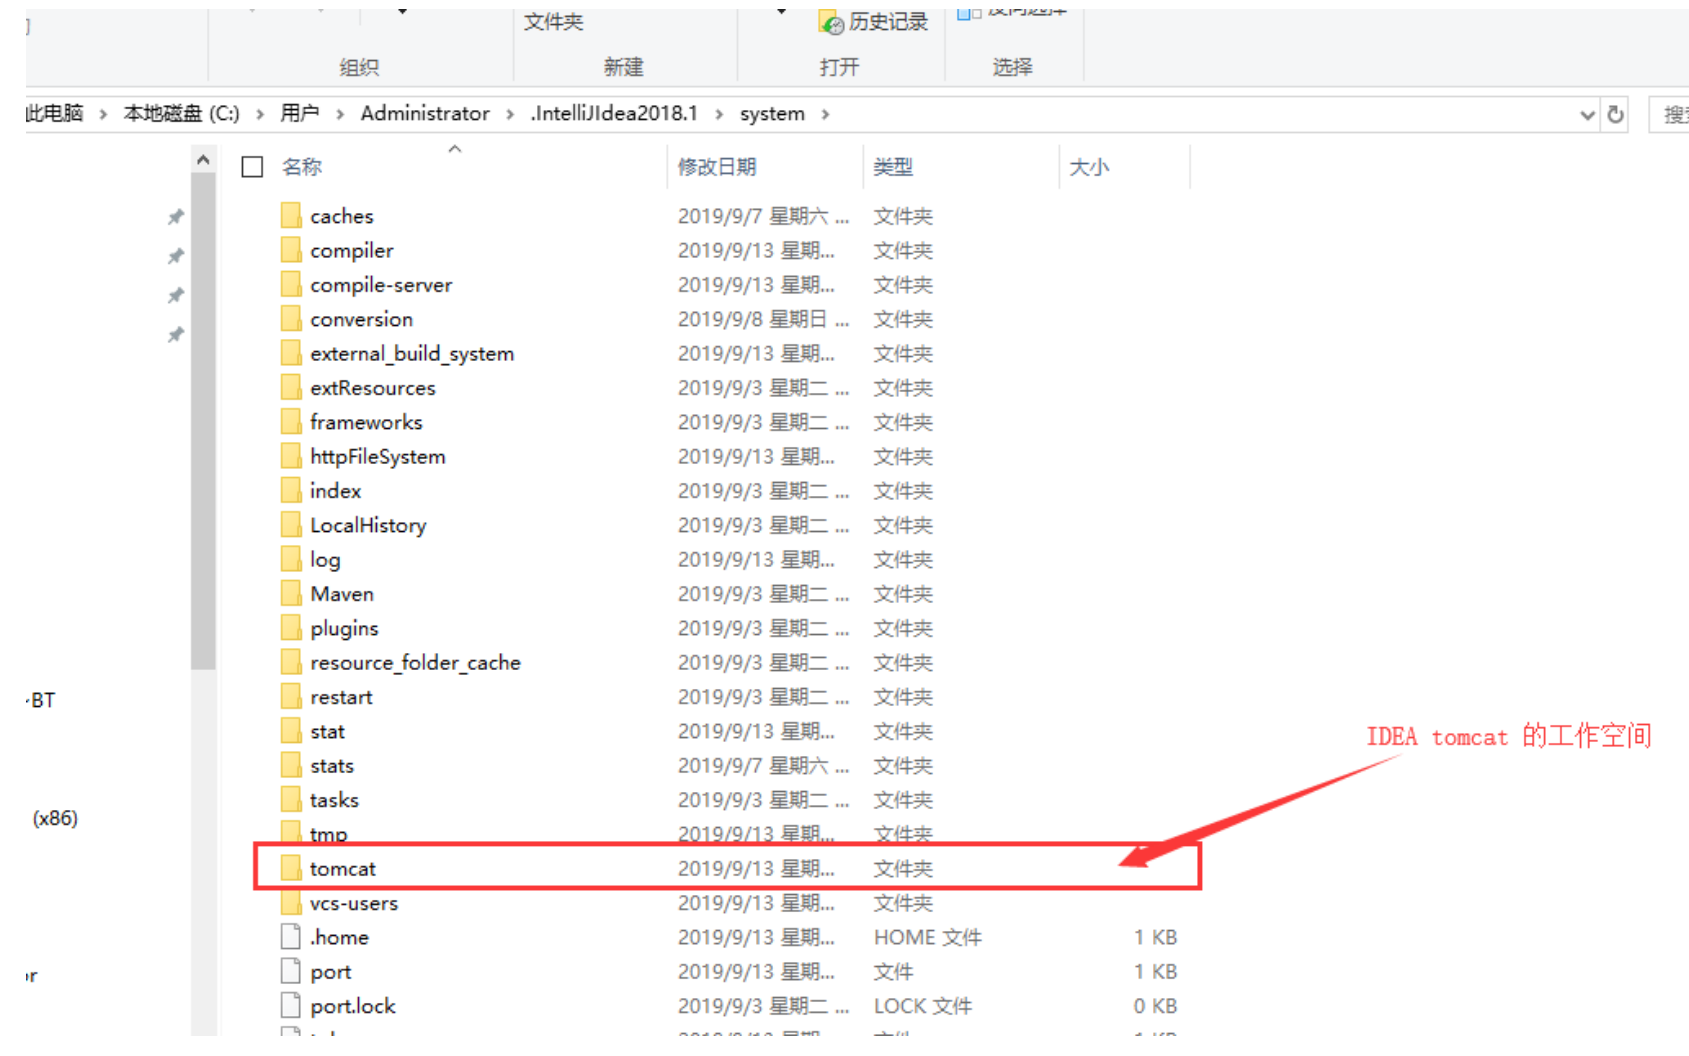 文件夹
历史记录
反向选择
组织
新建
打开
选择
此电脑 > 本地磁盘 (C:) > 用户 > Administrator > .IntelliJIdea2018.1 > system >
名称 修改日期 类型 大小
caches 2019/9/7 星期六 ... 文件夹
compiler 2019/9/13 星期... 文件夹
compile-server 2019/9/13 星期... 文件夹
conversion 2019/9/8 星期日 ... 文件夹
external_build_system 2019/9/13 星期... 文件夹
extResources 2019/9/3 星期二 ... 文件夹
frameworks 2019/9/3 星期二 ... 文件夹
httpFileSystem 2019/9/13 星期... 文件夹
index 2019/9/3 星期二 ... 文件夹
LocalHistory 2019/9/3 星期二 ... 文件夹
log 2019/9/13 星期... 文件夹
Maven 2019/9/3 星期二 ... 文件夹
plugins 2019/9/3 星期二 ... 文件夹
resource_folder_cache 2019/9/3 星期二 ... 文件夹
-BT
restart 2019/9/3 星期二 ... 文件夹
stat 2019/9/13 星期... 文件夹
IDEA tomcat 的工作空间
stats 2019/9/7 星期六 ... 文件夹
tasks 2019/9/3 星期二 ... 文件夹
(x86)
tmp 2019/9/13 星期... 文件夹
tomcat 2019/9/13 星期... 文件夹
vcs-users 2019/9/13 星期... 文件夹
.home 2019/9/13 星期... HOME 文件 1 KB
port 2019/9/13 星期... 文件 1 KB
port.lock 2019/9/3 星期二 ... LOCK 文件 0 KB